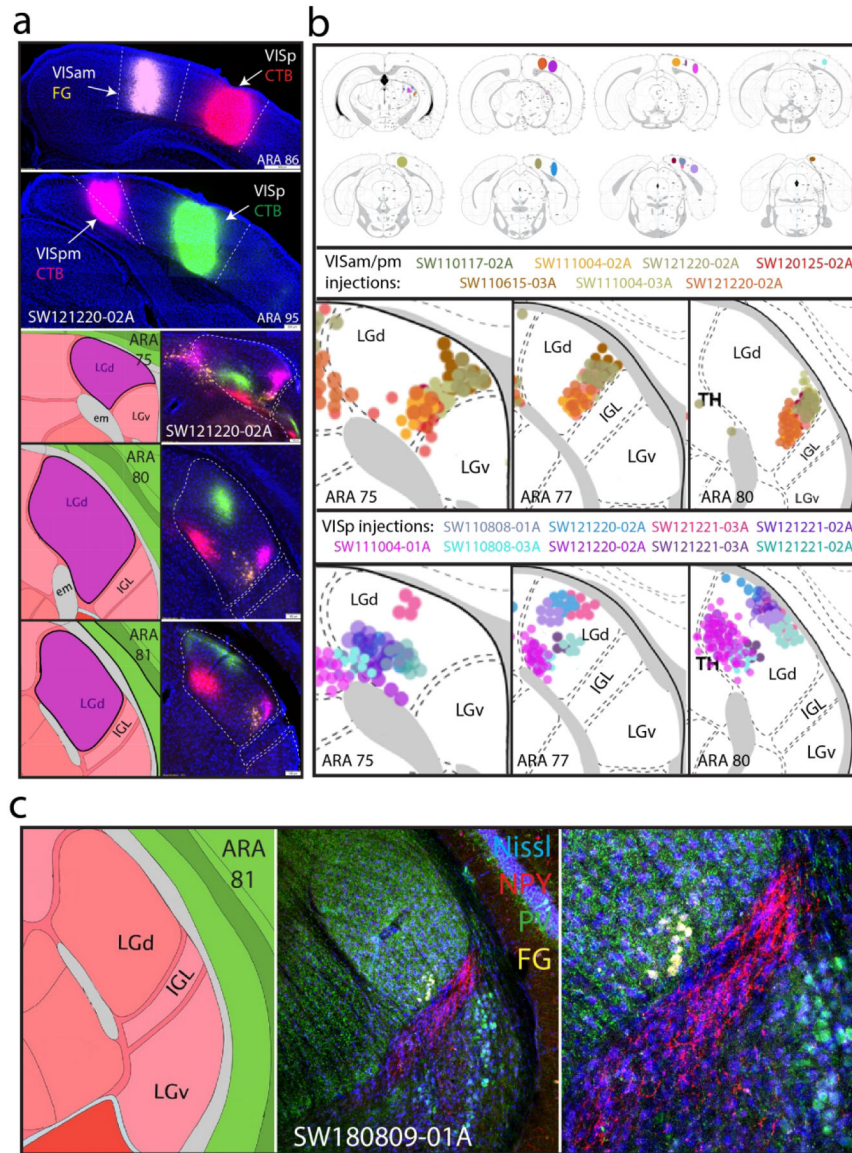 a
VISam
FG
VISp
CTB
ARA 86
VISp
CTB
VISpm
CTB
SW121220-02A
ARA 95
ARA
75
LGd
em
LGv
SW121220-02A
ARA
80
LGd
em
IGL
ARA
81
LGd
IGL
b
VISam/pm SW110117-02A SW111004-02A SW121220-02A SW120125-02A
injections: SW110615-03A SW111004-03A SW121220-02A
LGd
LGv
ARA 75
LGd
IGL
LGv
ARA 77
LGd
TH
IGL
LGv
ARA 80
VISp injections: SW110808-01A SW121220-02A SW121221-03A SW121221-02A
SW111004-01A SW110808-03A SW121220-02A SW121221-03A SW121221-02A
LGd
LGv
ARA 75
LGd
IGL
LGv
ARA 77
TH
LGd
IGL
LGv
ARA 80
c
ARA
81
LGd
IGL
LGv
Nissl
NPY
PV
FG
SW180809-01A